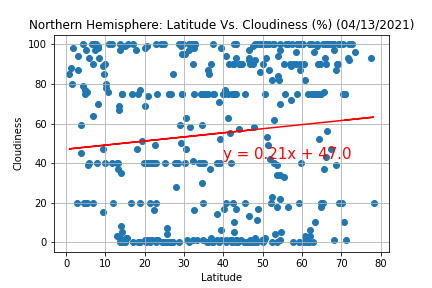 Northern Hemisphere: Latitude Vs. Cloudiness (%) (04/13/2021)
100
80
60
40
20
0
Cloudiness
y = 0.21x + 47.0
0 10 20 30 40 50 60 70 80
Latitude